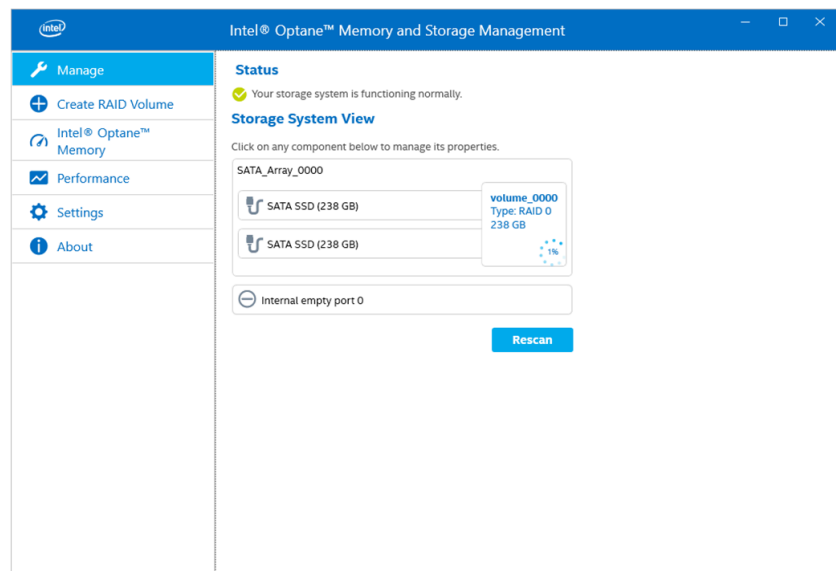 intel
Intel® Optane™ Memory and Storage Management
Manage
Create RAID Volume
Intel® Optane™
Memory
Performance
Settings
About
Status
Your storage system is functioning normally.
Storage System View
Click on any component below to manage its properties.
SATA_Array_0000
SATA SSD (238 GB)
SATA SSD (238 GB)
volume_0000
Type: RAID 0
238 GB
1%
Internal empty port 0
Rescan